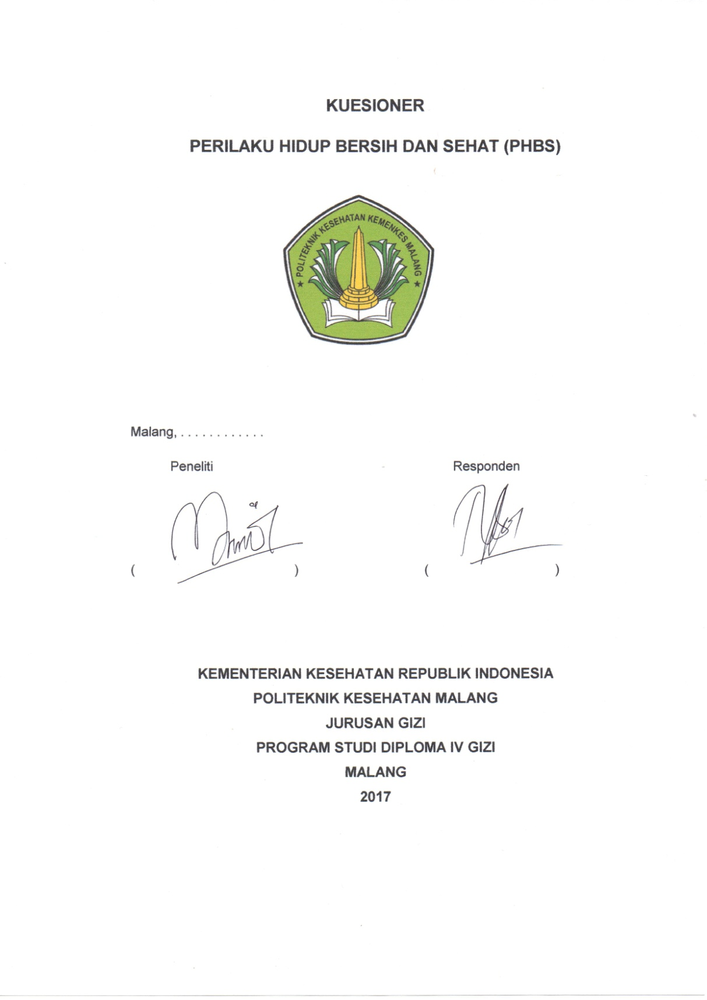 KUESIONER
PERILAKU HIDUP BERSIH DAN SEHAT (PHBS)
★ POLITEKNIK KESEHATAN KEMENKES MALANG ★
Malang, . . . . . . . . . . . .
Peneliti Responden
( ) ( )
KEMENTERIAN KESEHATAN REPUBLIK INDONESIA
POLITEKNIK KESEHATAN MALANG
JURUSAN GIZI
PROGRAM STUDI DIPLOMA IV GIZI
MALANG
2017